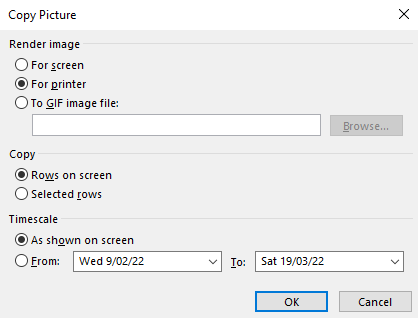 Copy Picture
Render image
For screen
For printer
To GIF image file:
Browse...
Copy
Rows on screen
Selected rows
Timescale
As shown on screen
From: Wed 9/02/22 To: Sat 19/03/22
OK Cancel